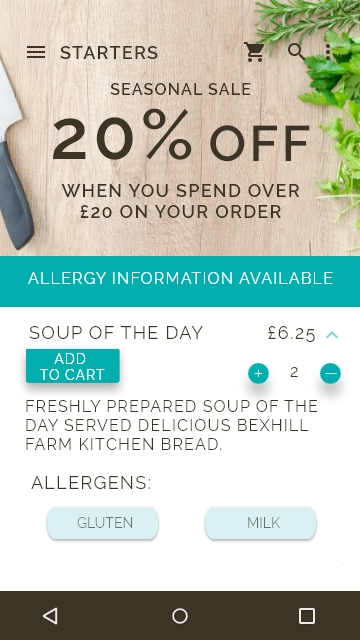 STARTERS
SEASONAL SALE
20% OFF
WHEN YOU SPEND OVER
£20 ON YOUR ORDER
ALLERGY INFORMATION AVAILABLE
SOUP OF THE DAY £6.25
ADD
TO CART
+ 2 —
FRESHLY PREPARED SOUP OF THE
DAY SERVED DELICIOUS BEXHILL
FARM KITCHEN BREAD.
ALLERGENS:
GLUTEN MILK